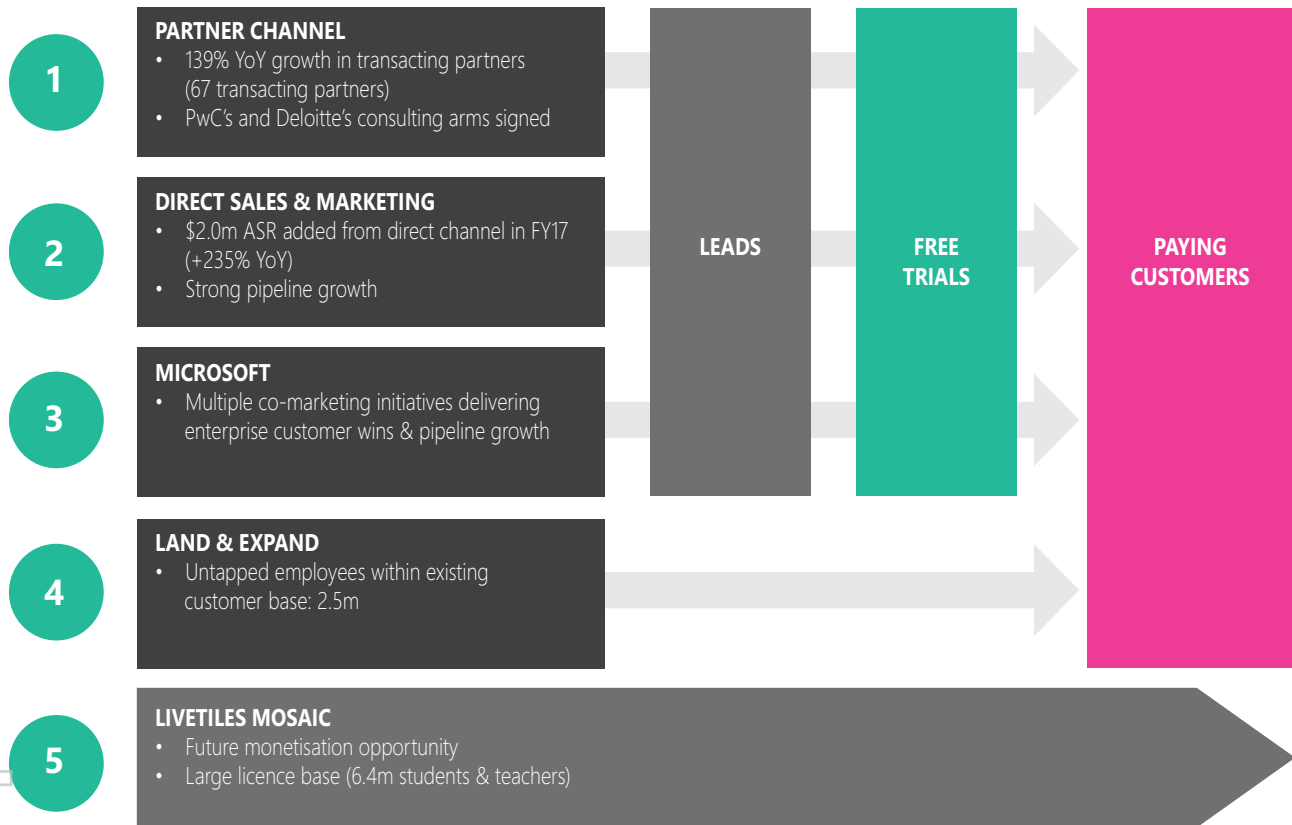 1
PARTNER CHANNEL
• 139% YoY growth in transacting partners
(67 transacting partners)
• PwC's and Deloitte's consulting arms signed
2
DIRECT SALES & MARKETING
• $2.0m ASR added from direct channel in FY17
(+235% YoY)
• Strong pipeline growth
3
MICROSOFT
• Multiple co-marketing initiatives delivering
enterprise customer wins & pipeline growth
4
LAND & EXPAND
• Untapped employees within existing
customer base: 2.5m
5
LIVETILES MOSAIC
• Future monetisation opportunity
• Large licence base (6.4m students & teachers)
LEADS
FREE
TRIALS
PAYING
CUSTOMERS